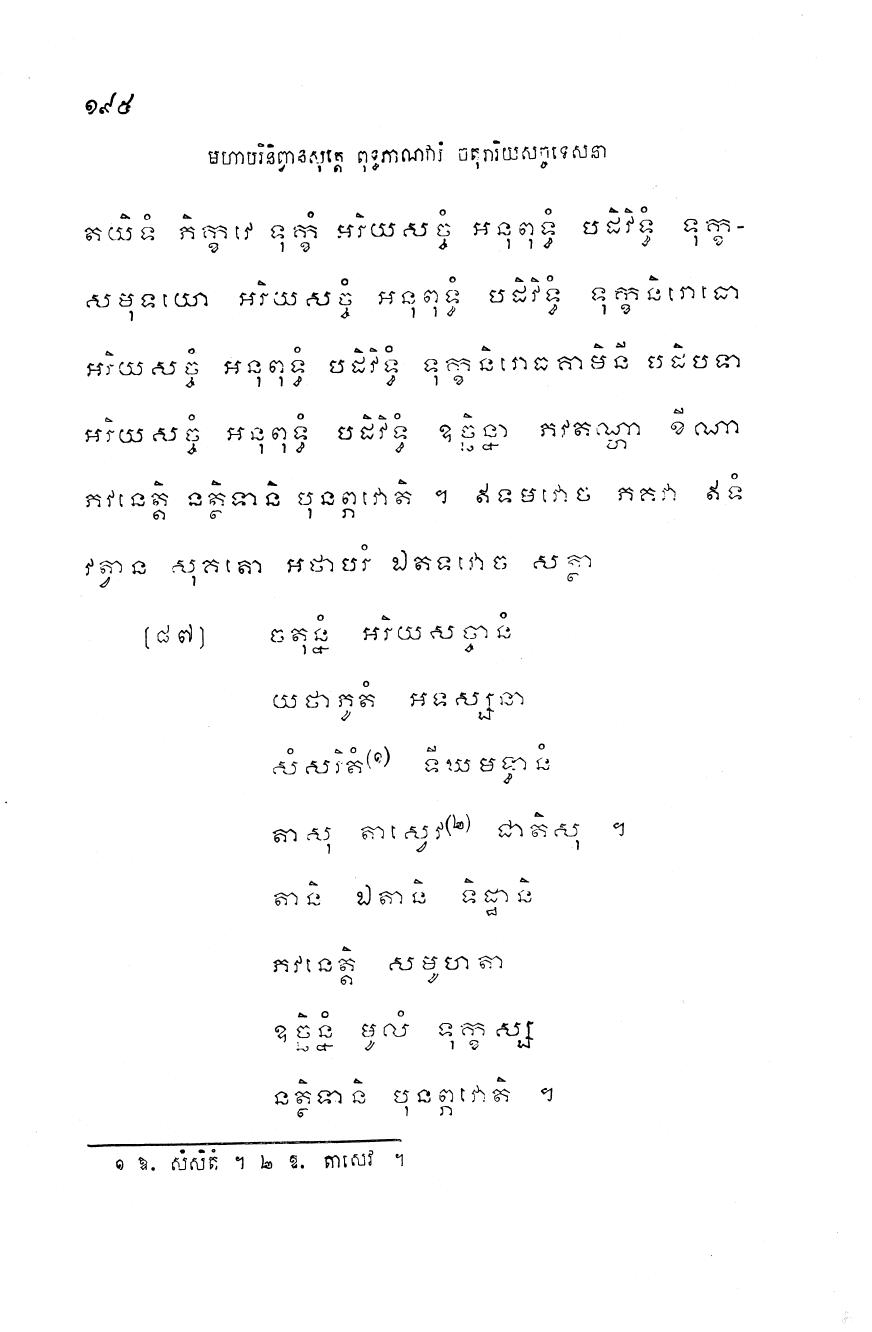 ១៩៥
មហាបរិនិព្វានសុត្តេ ពុទ្ធភាណវារំ ចតុរារិយសច្ចទេសនា
តយិទំ ភិក្ខវេ ទុក្ខំ អរិយសច្ចំ អនុពុទ្ធំ បដិវិទ្ធំ ទុក្ខ-
សមុទយោ អរិយសច្ចំ អនុពុទ្ធំ បដិវិទ្ធំ ទុក្ខនិរោធោ
អរិយសច្ចំ អនុពុទ្ធំ បដិវិទ្ធំ ទុក្ខនិរោធគាមិនី បដិបទា
អរិយសច្ចំ អនុពុទ្ធំ បដិវិទ្ធំ ឧច្ឆិន្នា ភវតណ្ហា ខីណា
ភវនេត្តិ នត្ថិទានិ បុនព្ភវោតិ ។ ឥទមវោច ភគវា ឥទំ
វត្វាន សុគតោ អថាបរំ ឯតទវោច សត្ថា
[៨៧] ចតុន្នំ អរិយសច្ចានំ
យថាភូតំ អទស្សនា
សំសរិតំ(១) ទីឃមទ្ធានំ
តាសុ តាស្វេវ(២) ជាតិសុ ។
តានិ ឯតានិ ទិដ្ឋានិ
ភវនេត្តិ សមូហតា
ឧច្ឆិន្នំ មូលំ ទុក្ខស្ស
នត្ថិទានិ បុនព្ភវោតិ ។
១ ឱ. សំសិតំ ។ ២ ឱ. តាសេវ ។